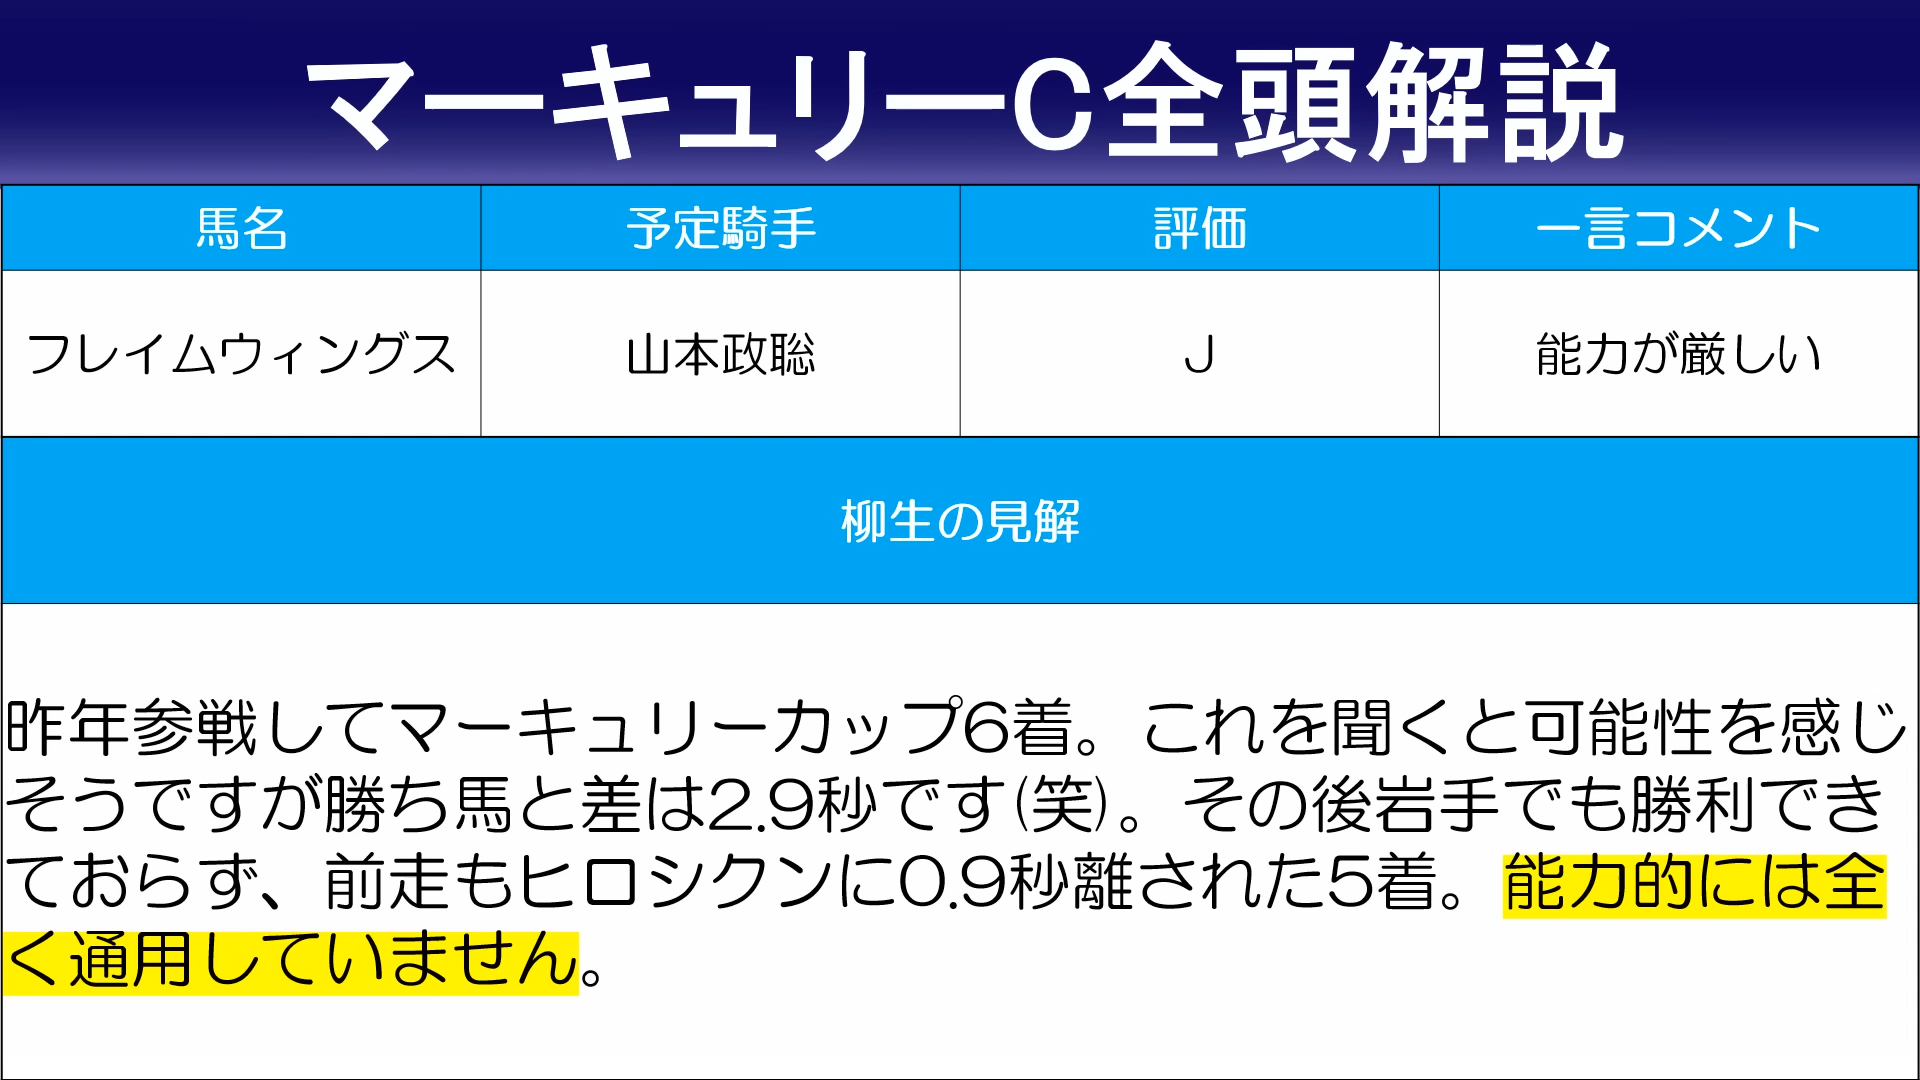 マーキュリーC全頭解説
馬名 予定騎手 評価 一言コメント
フレイムウィングス 山本政聡 J 能力が厳しい
柳生の見解
昨年参戦してマーキュリーカップ6着。これを聞くと可能性を感じ
そうですが勝ち馬と差は2.9秒です(笑)。その後岩手でも勝利でき
ておらず、前走もヒロシクンに0.9秒離された5着。能力的には全
く通用していません。